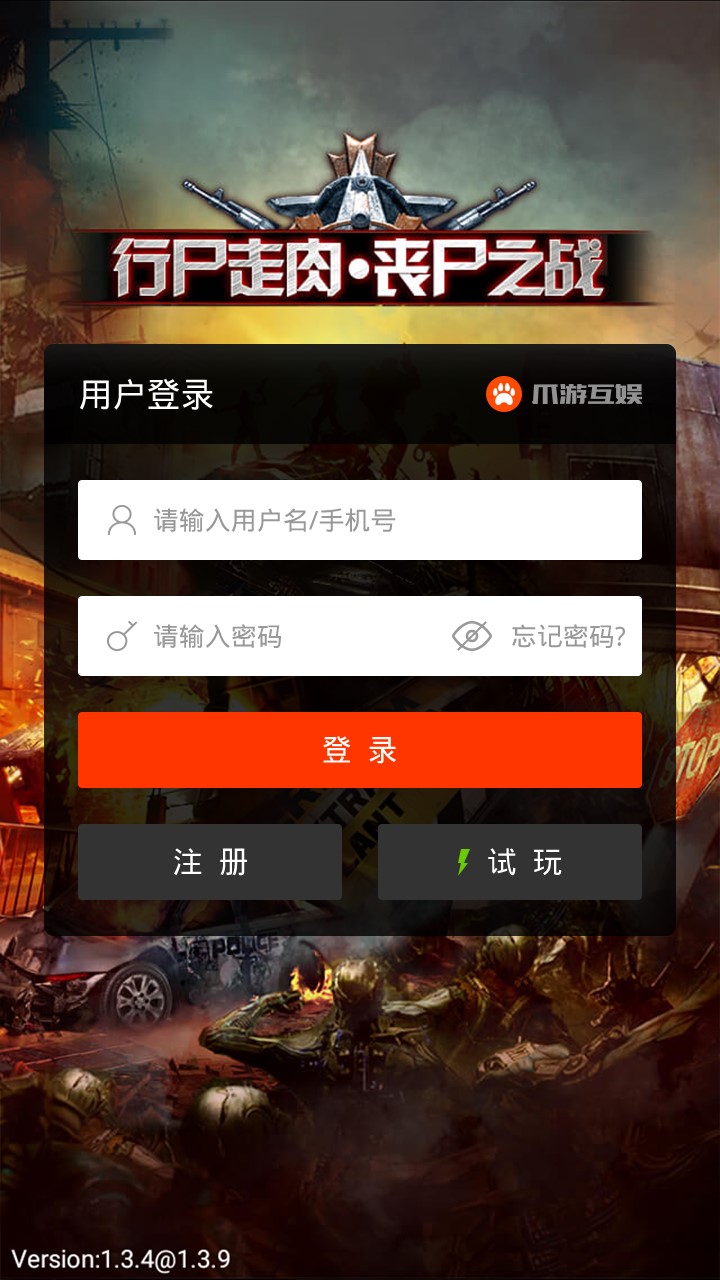 行尸走肉·丧尸之战
用户登录
爪游互娱
请输入用户名/手机号
请输入密码
忘记密码?
登 录
注 册
试 玩
STOP
POLICE
Version:1.3.4@1.3.9